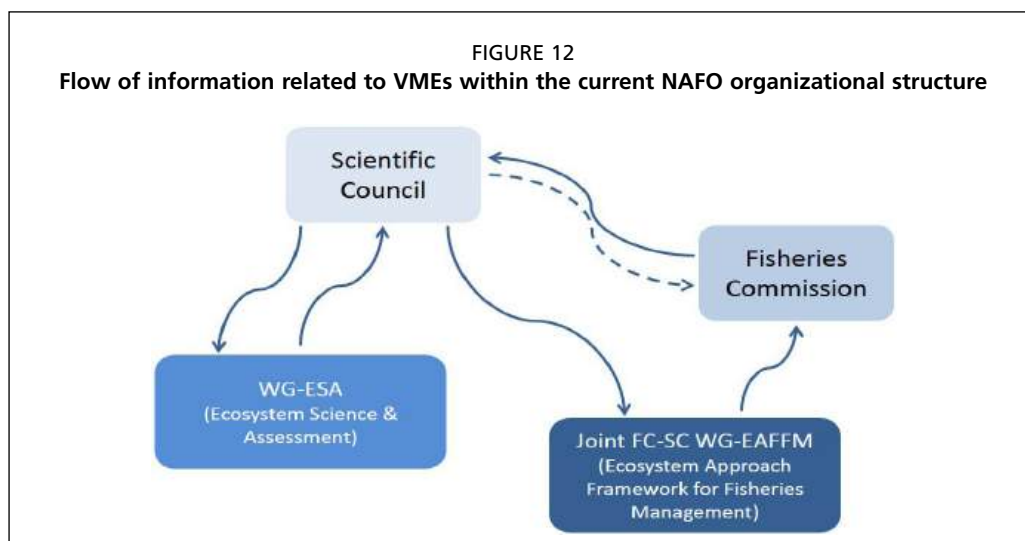 FIGURE 12
Flow of information related to VMEs within the current NAFO organizational structure
Scientific
Council
Fisheries
Commission
WG-ESA
(Ecosystem Science &
Assessment)
Joint FC-SC WG-EAFFM
(Ecosystem Approach
Framework for Fisheries
Management)